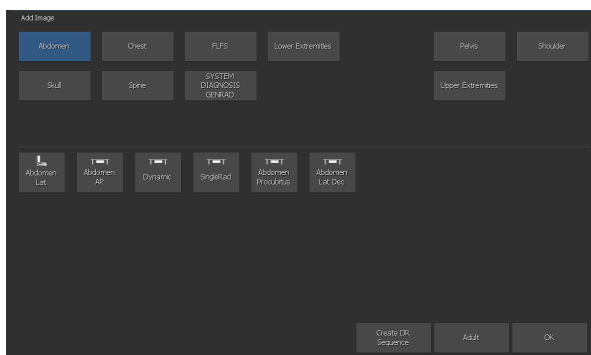 Add Image
Abdomen
Chest
FLFS
Lower Extremities
Pelvis
Shoulder
Skull
Spine
SYSTEM
DIAGNOSIS
GENRAD
Upper Extremities
Abdomen
Lat
Abdomen
AP
Dynamic
SingleRad
Abdomen
Procubitus
Abdomen
Lat Dec
Create DR
Sequence
Adult
OK